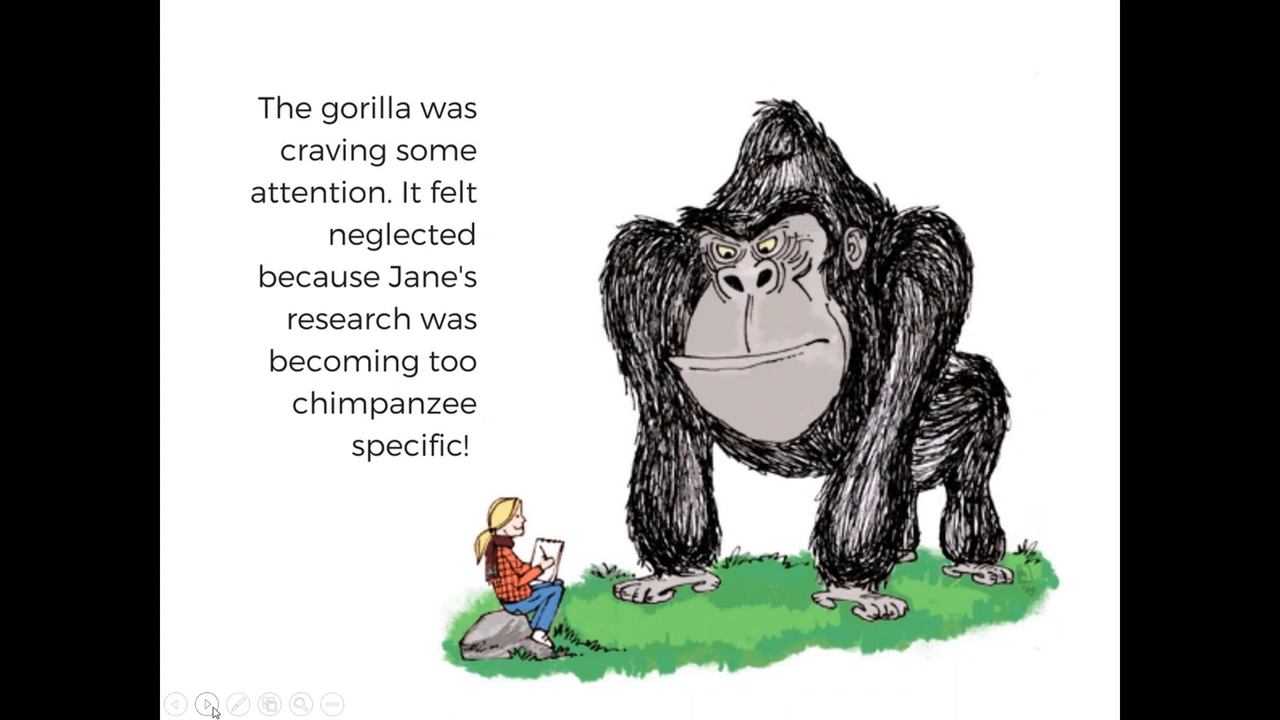 The gorilla was
craving some
attention. It felt
neglected
because Jane's
research was
becoming too
chimpanzee
specific!